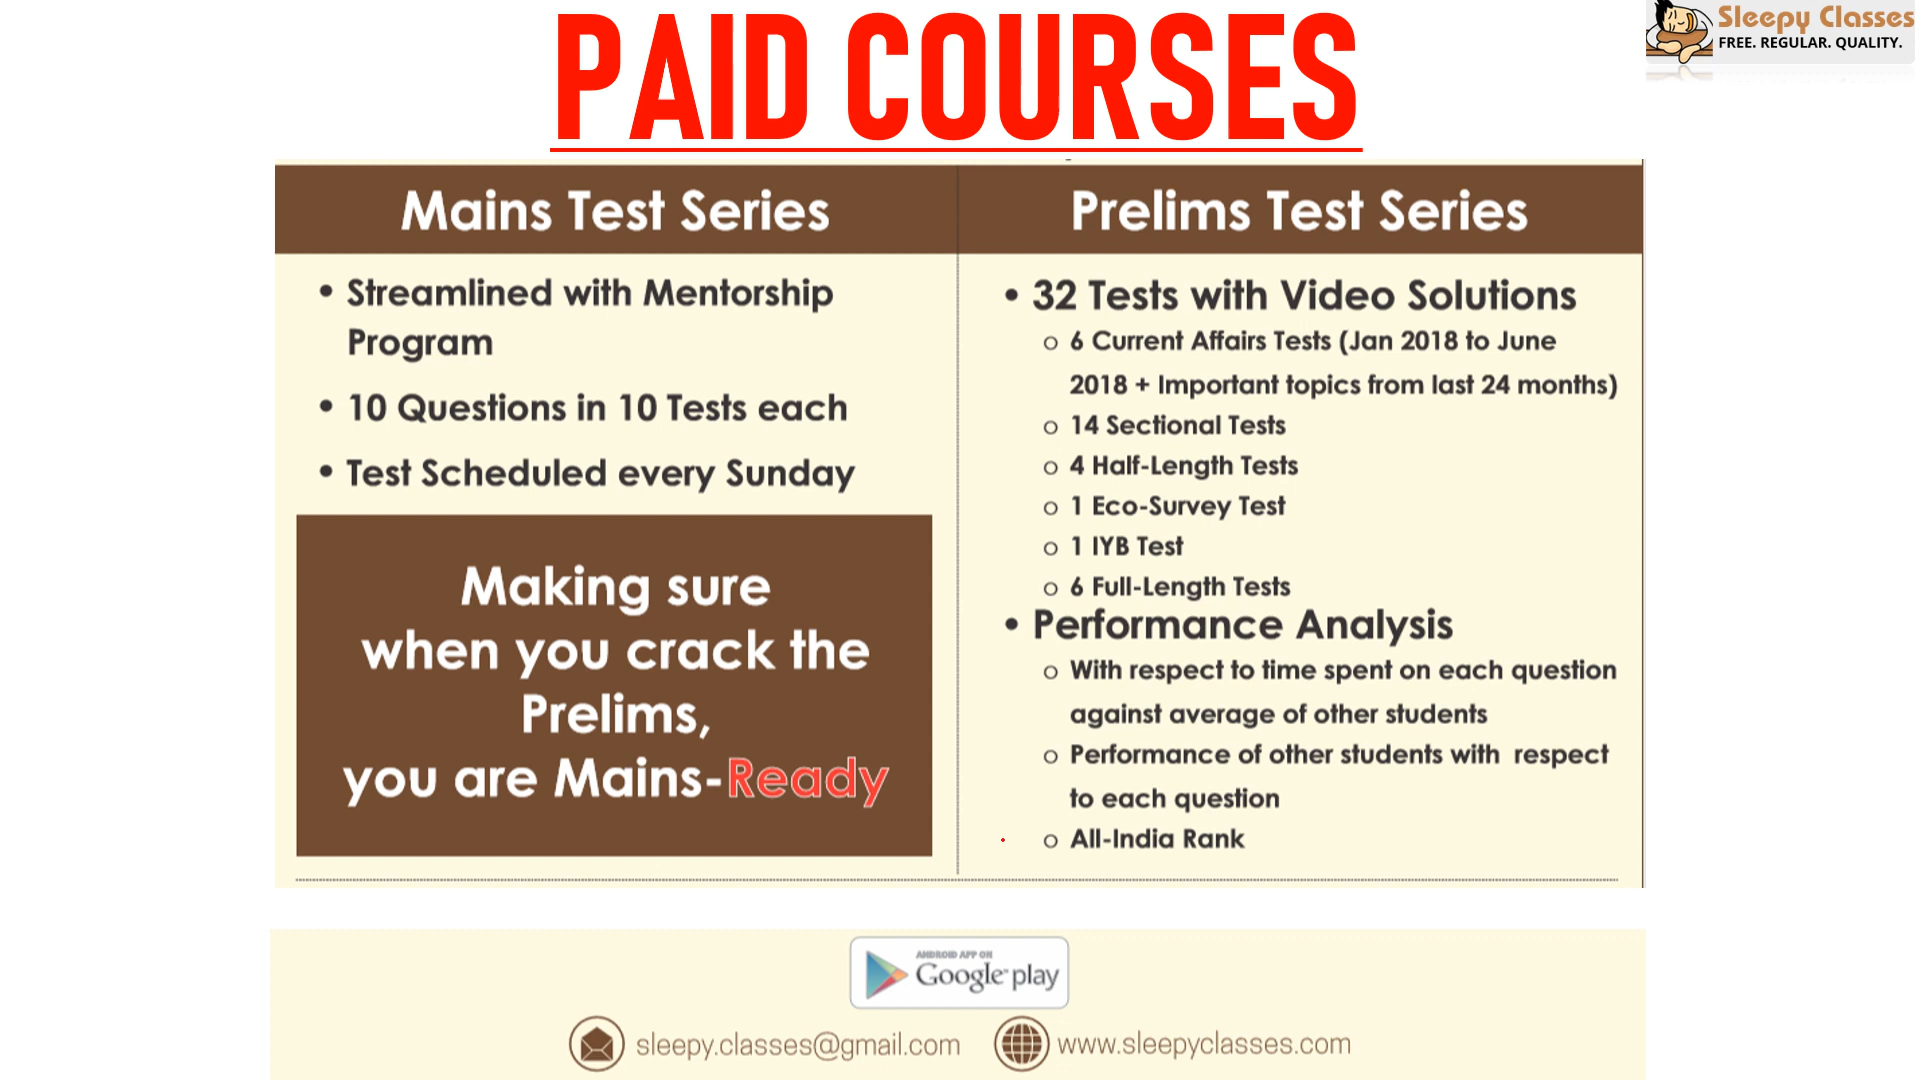 PAID COURSES
Sleepy Classes
FREE. REGULAR. QUALITY.
Mains Test Series
• Streamlined with Mentorship
Program
• 10 Questions in 10 Tests each
• Test Scheduled every Sunday
Making sure
when you crack the
Prelims,
you are Mains-Ready
Prelims Test Series
• 32 Tests with Video Solutions
o 6 Current Affairs Tests (Jan 2018 to June
2018 + Important topics from last 24 months)
o 14 Sectional Tests
o 4 Half-Length Tests
o 1 Eco-Survey Test
o 1 IYB Test
o 6 Full-Length Tests
• Performance Analysis
o With respect to time spent on each question
against average of other students
o Performance of other students with respect
to each question
o All-India Rank
ANDROID APP ON
Google play
sleepy.classes@gmail.com
www.sleepyclasses.com